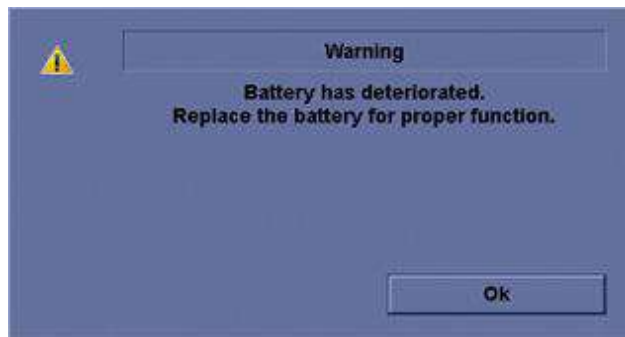 Warning
Battery has deteriorated.
Replace the battery for proper function.
Ok